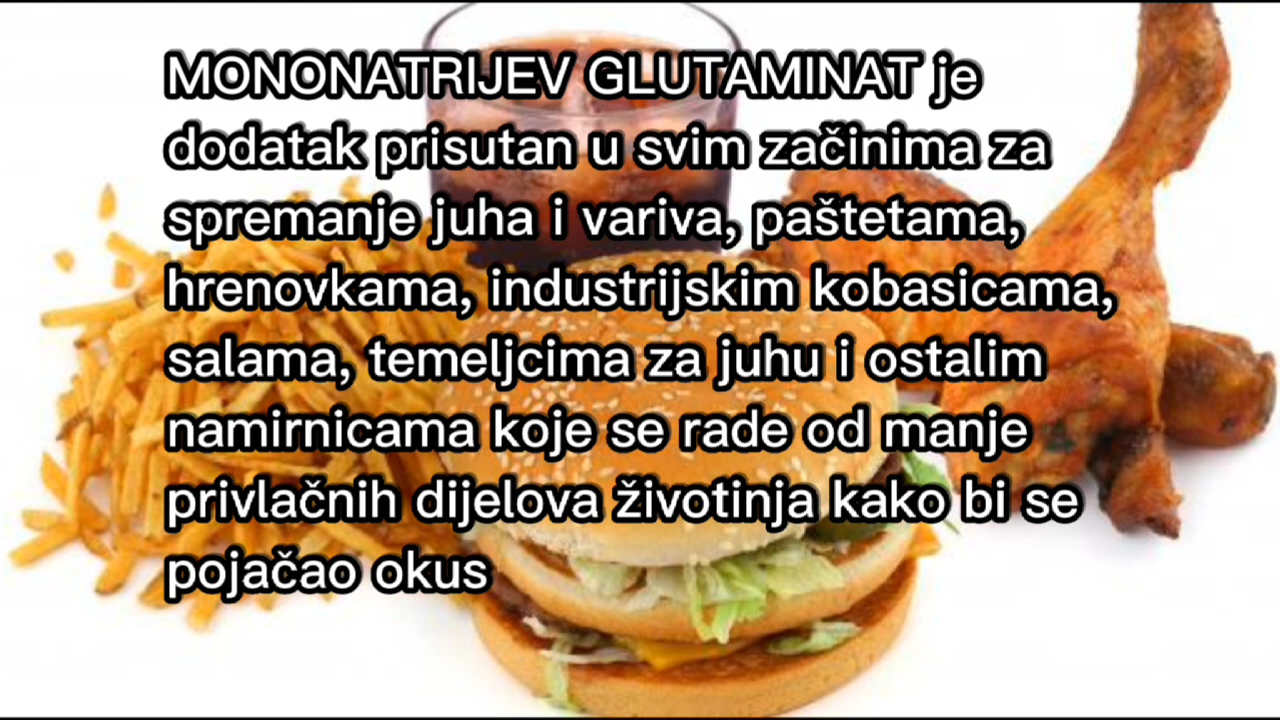 MONONATRIJEV GLUTAMINAT je
dodatak prisutan u svim začinima za
spremanje juha i variva, paštetama,
hrenovkama, industrijskim kobasicama,
salama, temeljcima za juhu i ostalim
namirnicama koje se rade od manje
privlačnih dijelova životinja kako bi se
pojačao okus